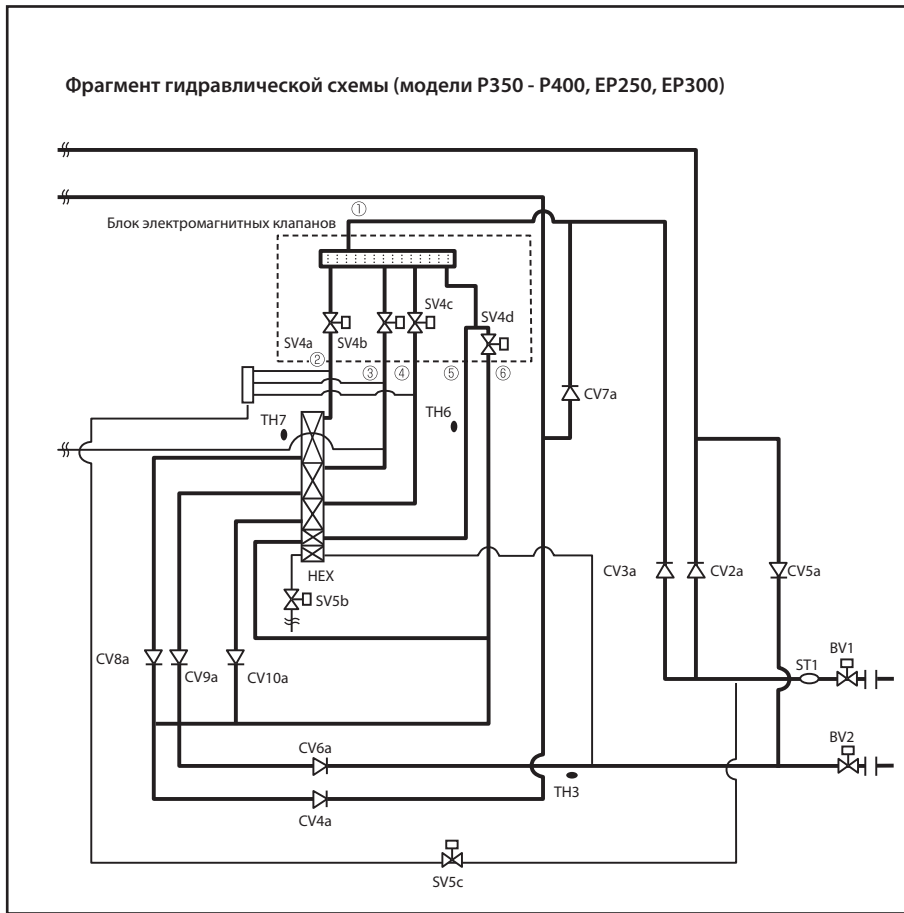 Фрагмент гидравлической схемы (модели P350 - P400, EP250, EP300)
①
Блок электромагнитных клапанов
SV4c
SV4a
SV4b
SV4d
②
③
④
⑤
⑥
CV7a
TH7
TH6
HEX
SV5b
CV3a
CV2a
CV5a
CV8a
CV9a
CV10a
ST1
BV1
CV6a
BV2
TH3
CV4a
SV5c